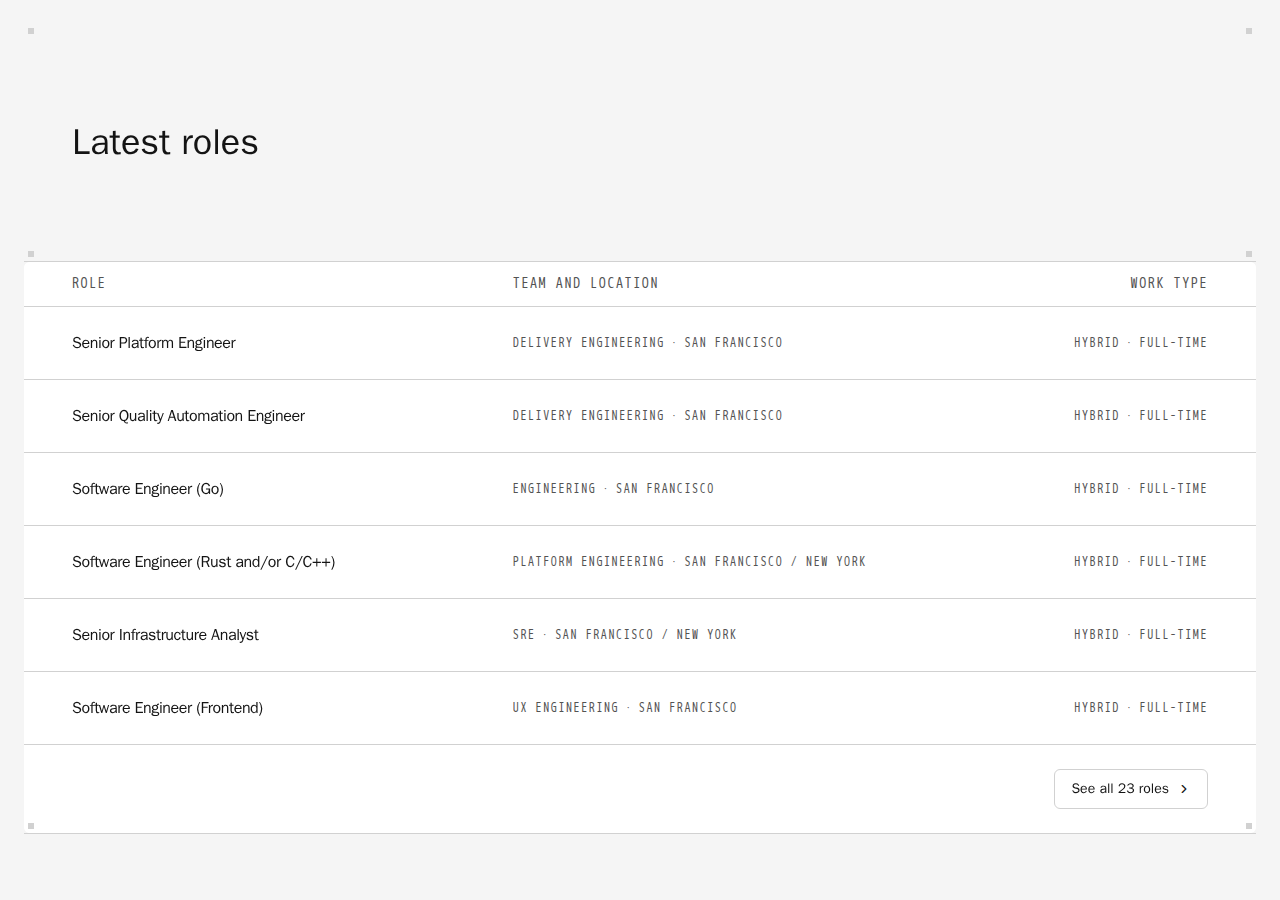 Latest roles
ROLE TEAM AND LOCATION WORK TYPE
Senior Platform Engineer DELIVERY ENGINEERING · SAN FRANCISCO HYBRID · FULL-TIME
Senior Quality Automation Engineer DELIVERY ENGINEERING · SAN FRANCISCO HYBRID · FULL-TIME
Software Engineer (Go) ENGINEERING · SAN FRANCISCO HYBRID · FULL-TIME
Software Engineer (Rust and/or C/C++) PLATFORM ENGINEERING · SAN FRANCISCO / NEW YORK HYBRID · FULL-TIME
Senior Infrastructure Analyst SRE · SAN FRANCISCO / NEW YORK HYBRID · FULL-TIME
Software Engineer (Frontend) UX ENGINEERING · SAN FRANCISCO HYBRID · FULL-TIME
See all 23 roles